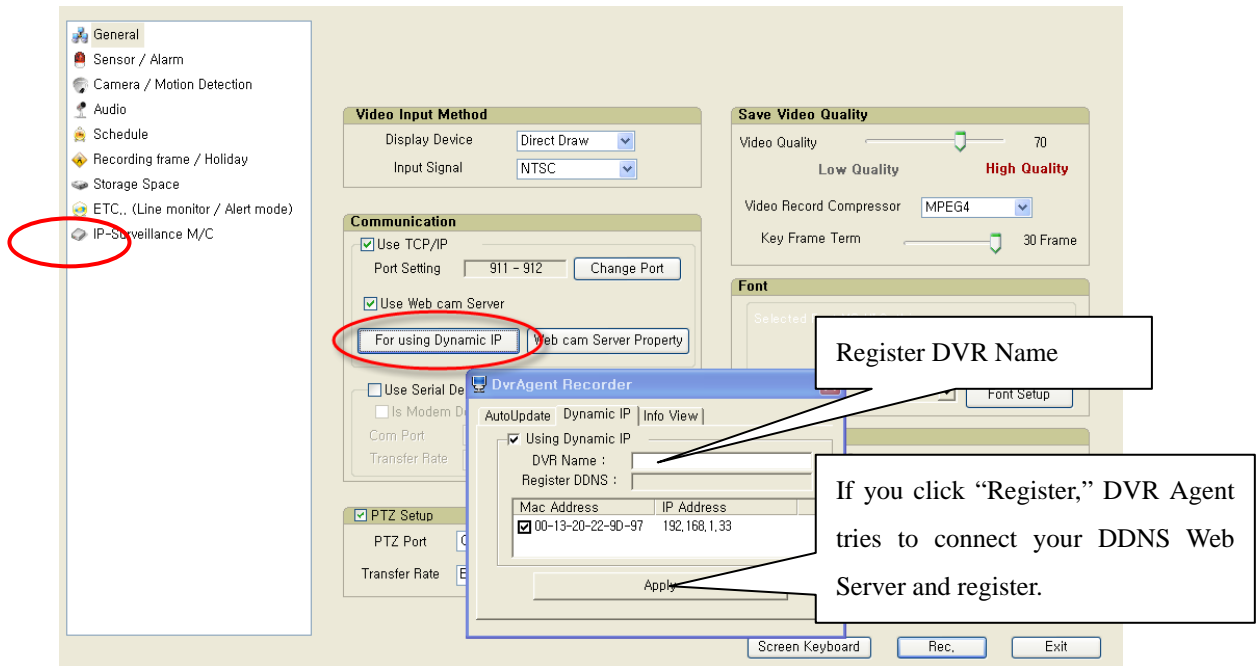 General
Sensor / Alarm
Camera / Motion Detection
Audio
Schedule
Recording frame / Holiday
Storage Space
ETC,, (Line monitor / Alert mode)
IP-Surveillance M/C
Video Input Method
Display Device
Direct Draw
Input Signal
NTSC
Communication
Use TCP/IP
Port Setting
911 - 912
Change Port
Use Web cam Server
For using Dynamic IP
Web cam Server Property
Use Serial De
Is Modem D
Com Port
Transfer Rate
PTZ Setup
PTZ Port
Transfer Rate
Save Video Quality
Video Quality
70
Low Quality
High Quality
Video Record Compressor
MPEG4
Key Frame Term
30 Frame
Font
Selected
Font Setup
DvrAgent Recorder
AutoUpdate
Dynamic IP
Info View
Using Dynamic IP
DVR Name :
Register DDNS :
Mac Address
IP Address
00-13-20-22-9D-97
192,168,1,33
Apply
Register DVR Name
If you click “Register,” DVR Agent
tries to connect your DDNS Web
Server and register.
Screen Keyboard
Rec,
Exit